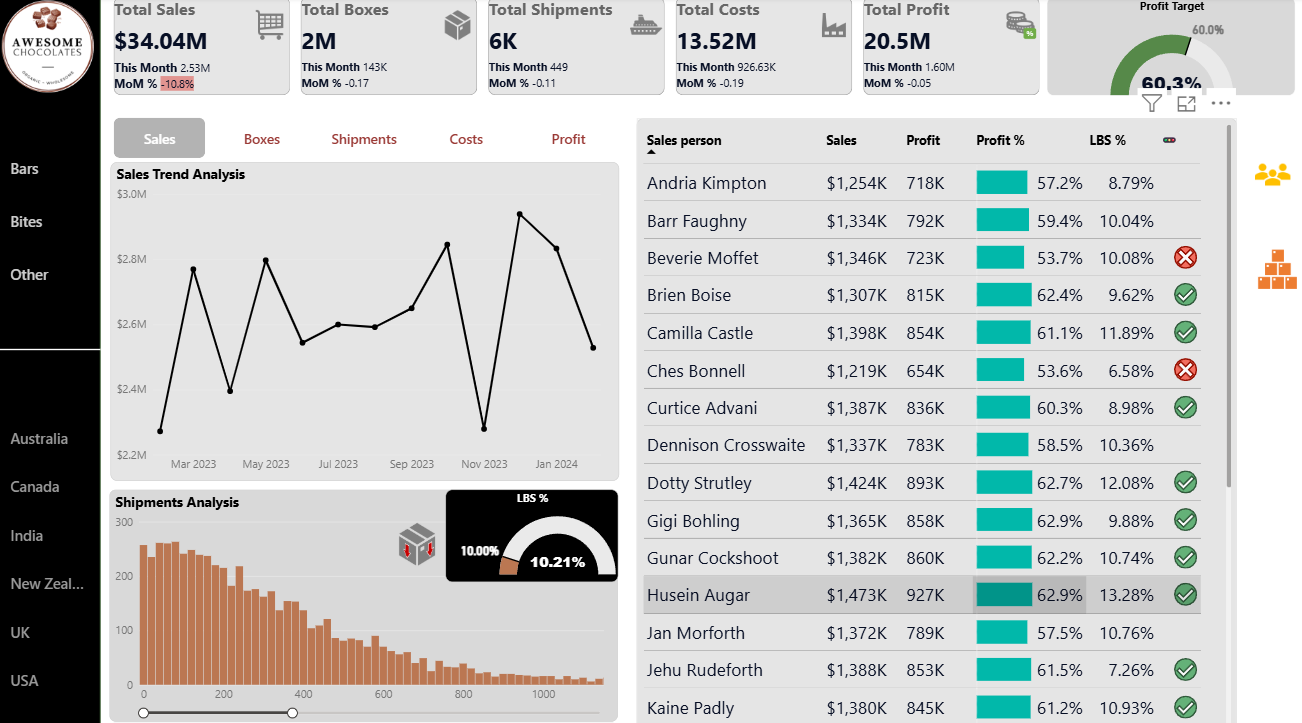 AWESOME
CHOCOLATES
ORGANIC • WHOLESOME
Bars
Bites
Other
Australia
Canada
India
New Zeal...
UK
USA
Total Sales
$34.04M
This Month 2.53M
MoM % -10.8%
Total Boxes
2M
This Month 143K
MoM % -0.17
Total Shipments
6K
This Month 449
MoM % -0.11
Total Costs
13.52M
This Month 926.63K
MoM % -0.19
Total Profit
20.5M
This Month 1.60M
MoM % -0.05
%
Profit Target
60.0%
60.3%
Sales Boxes Shipments Costs Profit
Sales Trend Analysis
$3.0M
$2.8M
$2.6M
$2.4M
$2.2M
Mar 2023 May 2023 Jul 2023 Sep 2023 Nov 2023 Jan 2024
Shipments Analysis
300
200
100
0
0 200 400 600 800 1000
LBS %
10.00%
10.21%
Sales person Sales Profit Profit % LBS %
Andria Kimpton $1,254K 718K 57.2% 8.79%
Barr Faughny $1,334K 792K 59.4% 10.04%
Beverie Moffet $1,346K 723K 53.7% 10.08%
Brien Boise $1,307K 815K 62.4% 9.62%
Camilla Castle $1,398K 854K 61.1% 11.89%
Ches Bonnell $1,219K 654K 53.6% 6.58%
Curtice Advani $1,387K 836K 60.3% 8.98%
Dennison Crosswaite $1,337K 783K 58.5% 10.36%
Dotty Strutley $1,424K 893K 62.7% 12.08%
Gigi Bohling $1,365K 858K 62.9% 9.88%
Gunar Cockshoot $1,382K 860K 62.2% 10.74%
Husein Augar $1,473K 927K 62.9% 13.28%
Jan Morforth $1,372K 789K 57.5% 10.76%
Jehu Rudeforth $1,388K 853K 61.5% 7.26%
Kaine Padly $1,380K 845K 61.2% 10.93%